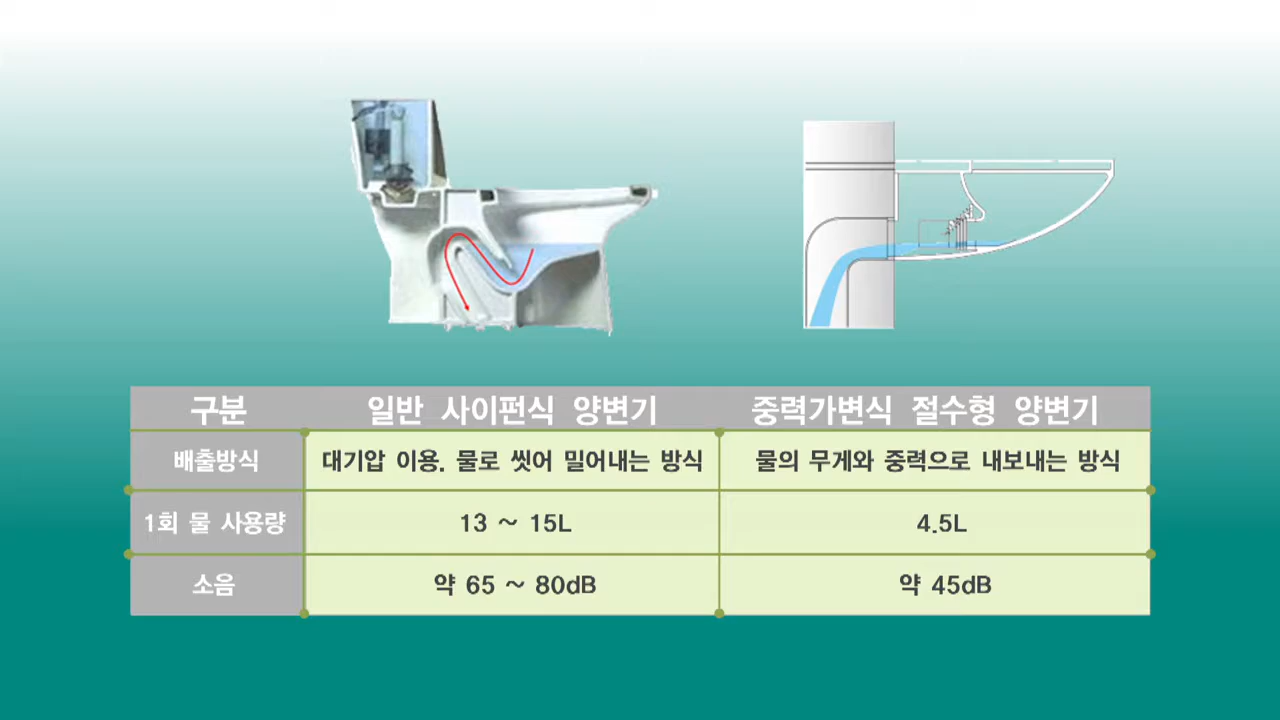 구분 일반 사이펀식 양변기 중력가변식 절수형 양변기
배출방식 대기압 이용. 물로 씻어 밀어내는 방식 물의 무게와 중력으로 내보내는 방식
1회 물 사용량 13 ~ 15L 4.5L
소음 약 65 ~ 80dB 약 45dB